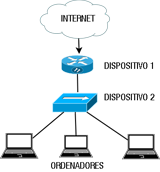 INTERNET
DISPOSITIVO 1
DISPOSITIVO 2
ORDENADORES